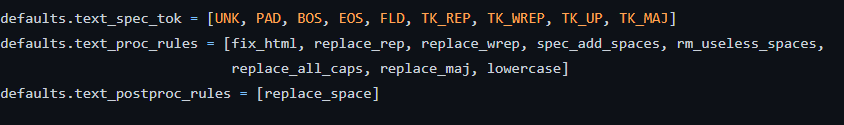 defaults.text_spec_tok = [UNK, PAD, BOS, EOS, FLD, TK_REP, TK_WREP, TK_UP, TK_MAJ]
defaults.text_proc_rules = [fix_html, replace_rep, replace_wrep, spec_add_spaces, rm_useless_spaces,
                            replace_all_caps, replace_maj, lowercase]
defaults.text_postproc_rules = [replace_space]